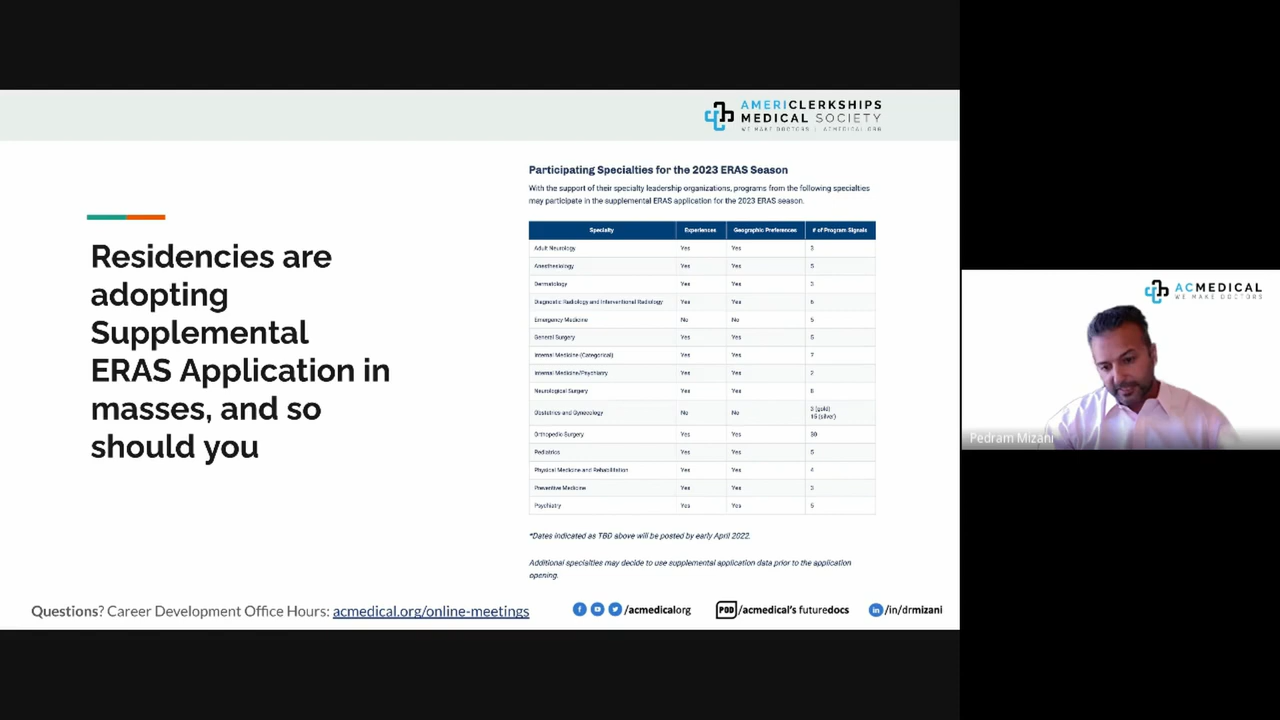 AMERICLERKSHIPS
MEDICAL SOCIETY
WE MAKE DOCTORS | ACMEDICAL.ORG
Residencies are
adopting
Supplemental
ERAS Application in
masses, and so
should you
Participating Specialties for the 2023 ERAS Season
With the support of their specialty leadership organizations, programs from the following specialties
may participate in the supplemental ERAS application for the 2023 ERAS season.
Specialty Experiences Geographic Preferences # of Program Signals
Adult Neurology Yes Yes 3
Anesthesiology Yes Yes 5
Dermatology Yes Yes 3
Diagnostic Radiology and Interventional Radiology Yes Yes 6
Emergency Medicine No No 5
General Surgery Yes Yes 5
Internal Medicine (Categorical) Yes Yes 7
Internal Medicine/Psychiatry Yes Yes 2
Neurological Surgery Yes Yes 8
Obstetrics and Gynecology No No 3 (gold)
15 (silver)
Orthopedic Surgery Yes Yes 30
Pediatrics Yes Yes 5
Physical Medicine and Rehabilitation Yes Yes 4
Preventive Medicine Yes Yes 3
Psychiatry Yes Yes 5
*Dates indicated as TBD above will be posted by early April 2022.
Additional specialties may decide to use supplemental application data prior to the application
opening.
Questions? Career Development Office Hours: acmedical.org/online-meetings
/acmedicalorg
POD /acmedical's futuredocs
in /in/drmizani
ACMEDICAL
WE MAKE DOCTORS
Pedram Mizani